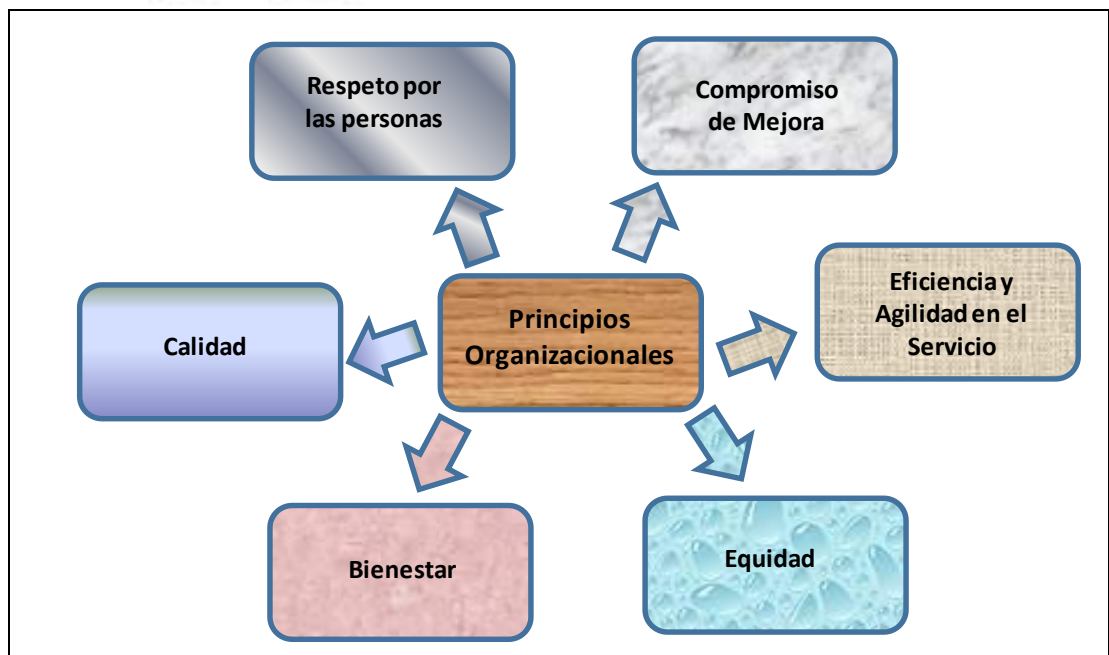 Respeto por
las personas
Compromiso
de Mejora
Eficiencia y
Agilidad en el
Servicio
Principios
Organizacionales
Calidad
Bienestar
Equidad